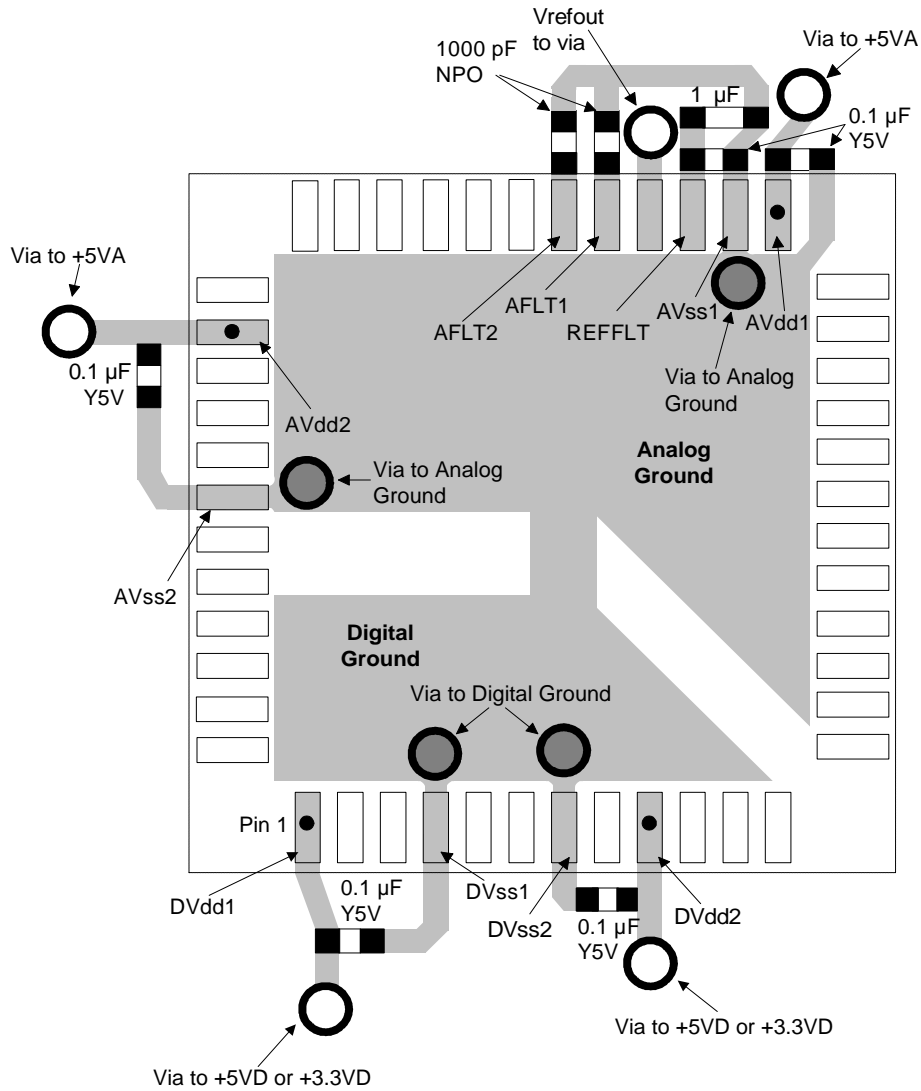 Vrefout
to via
Via to +5VA
1000 pF
NPO
1 µF
0.1 µF
Y5V
Via to +5VA
AFLT2
AFLT1
REFFLT
AVss1
AVdd1
0.1 µF
Y5V
Via to Analog
Ground
AVdd2
Analog
Ground
Via to Analog
Ground
AVss2
Digital
Ground
Via to Digital Ground
Pin 1
DVdd1
0.1 µF
Y5V
DVss1
DVss2
0.1 µF
Y5V
DVdd2
Via to +5VD or +3.3VD
Via to +5VD or +3.3VD